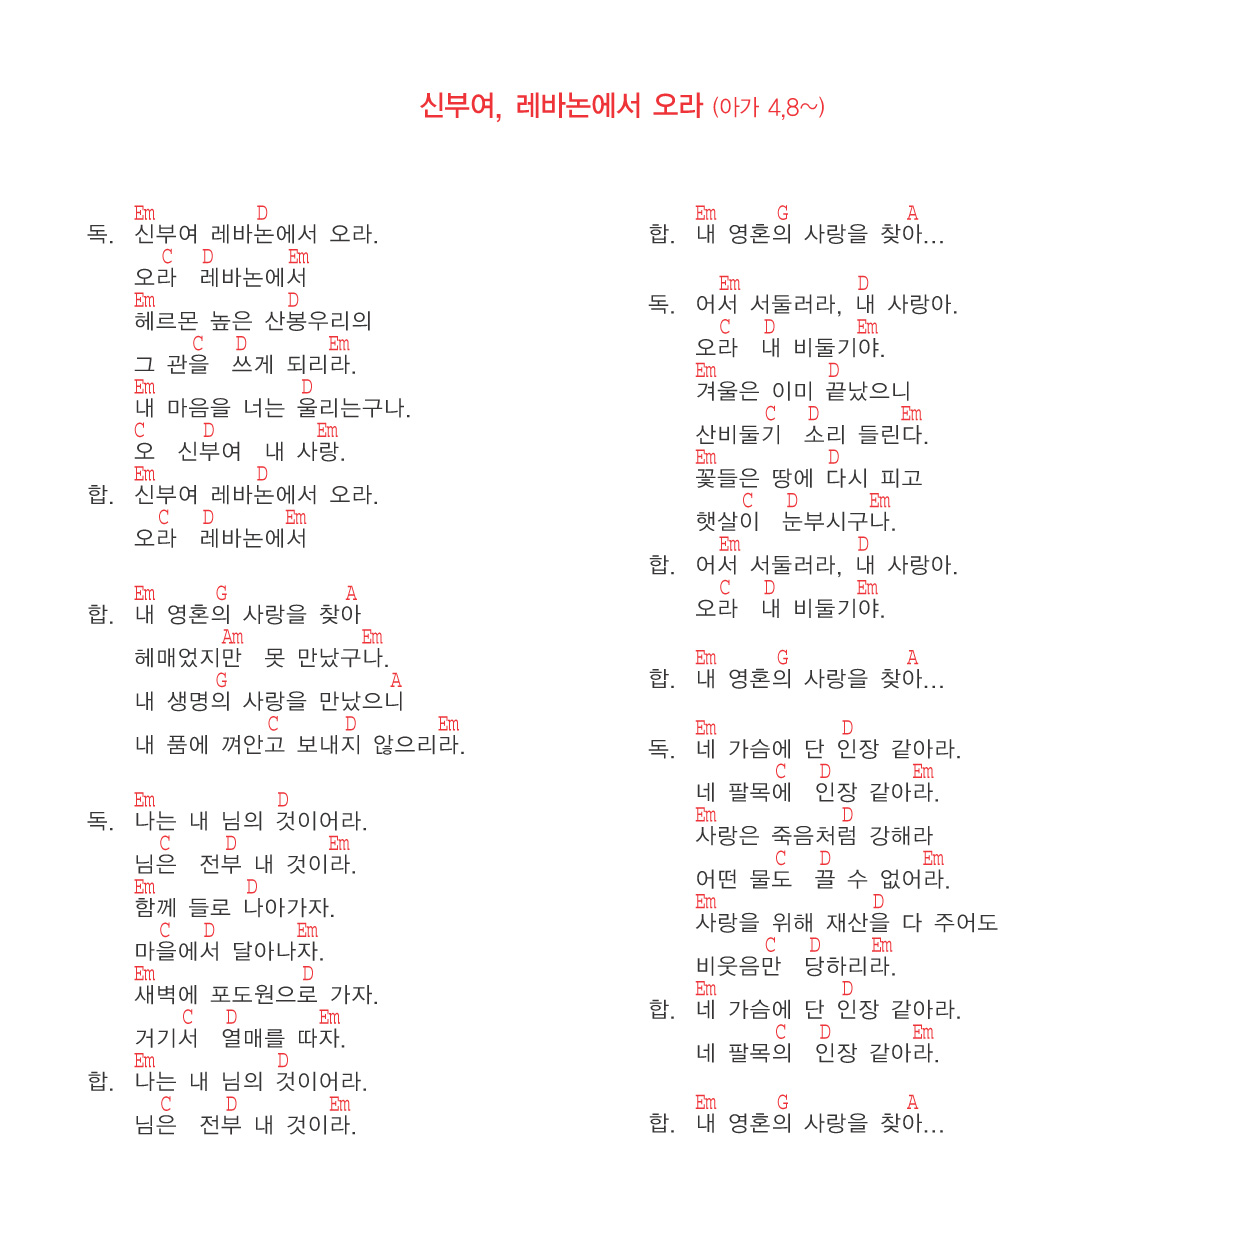 신부여, 레바논에서 오라 (아가 4,8~)
Em D
독. 신부여 레바논에서 오라.
C D Em
오라 레바논에서
Em D
헤르몬 높은 산봉우리의
C D Em
그 관을 쓰게 되리라.
Em D
내 마음을 너는 울리는구나.
C D Em
오 신부여 내 사랑.
Em D
합. 신부여 레바논에서 오라.
C D Em
오라 레바논에서
Em G A
합. 내 영혼의 사랑을 찾아
Am Em
헤매었지만 못 만났구나.
G A
내 생명의 사랑을 만났으니
C D Em
내 품에 껴안고 보내지 않으리라.
Em D
독. 나는 내 님의 것이어라.
C D Em
님은 전부 내 것이라.
Em D
함께 들로 나아가자.
C D Em
마을에서 달아나자.
Em D
새벽에 포도원으로 가자.
C D Em
거기서 열매를 따자.
Em D
합. 나는 내 님의 것이어라.
C D Em
님은 전부 내 것이라.
Em G A
합. 내 영혼의 사랑을 찾아...
Em D
독. 어서 서둘러라, 내 사랑아.
C D Em
오라 내 비둘기야.
Em D
겨울은 이미 끝났으니
C D Em
산비둘기 소리 들린다.
Em D
꽃들은 땅에 다시 피고
C D Em
햇살이 눈부시구나.
Em D
합. 어서 서둘러라, 내 사랑아.
C D Em
오라 내 비둘기야.
Em G A
합. 내 영혼의 사랑을 찾아...
Em D
독. 네 가슴에 단 인장 같아라.
C D Em
네 팔목에 인장 같아라.
Em D
사랑은 죽음처럼 강해라
C D Em
어떤 물도 끌 수 없어라.
Em D
사랑을 위해 재산을 다 주어도
C D Em
비웃음만 당하리라.
Em D
합. 네 가슴에 단 인장 같아라.
C D Em
네 팔목의 인장 같아라.
Em G A
합. 내 영혼의 사랑을 찾아...